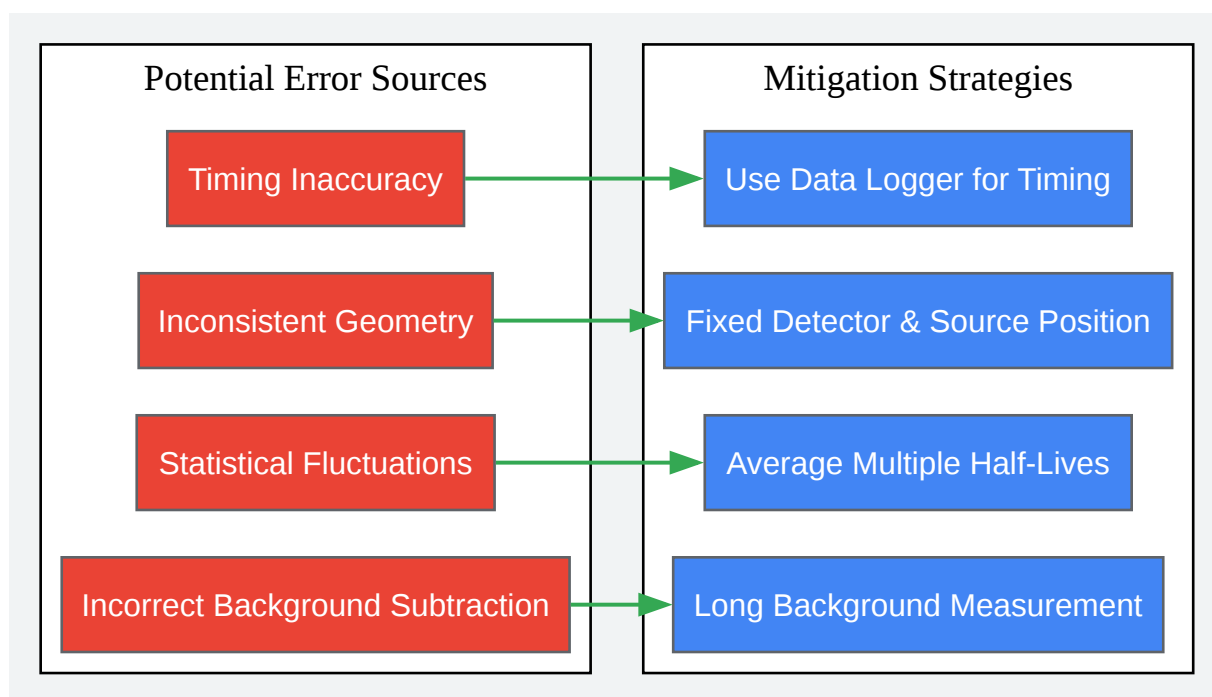 Potential Error Sources
Timing Inaccuracy
Inconsistent Geometry
Statistical Fluctuations
Incorrect Background Subtraction
Mitigation Strategies
Use Data Logger for Timing
Fixed Detector & Source Position
Average Multiple Half-Lives
Long Background Measurement